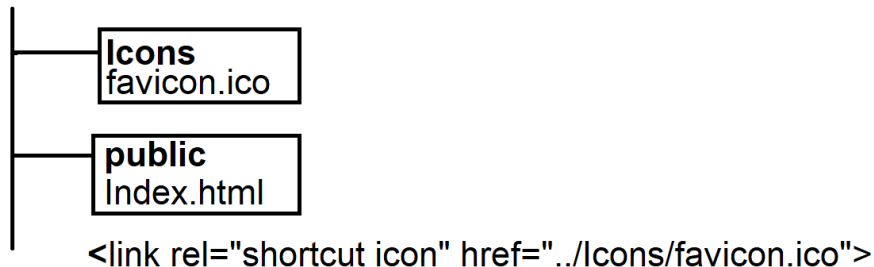 Icons
favicon.ico
public
Index.html
<link rel="shortcut icon" href="../Icons/favicon.ico">